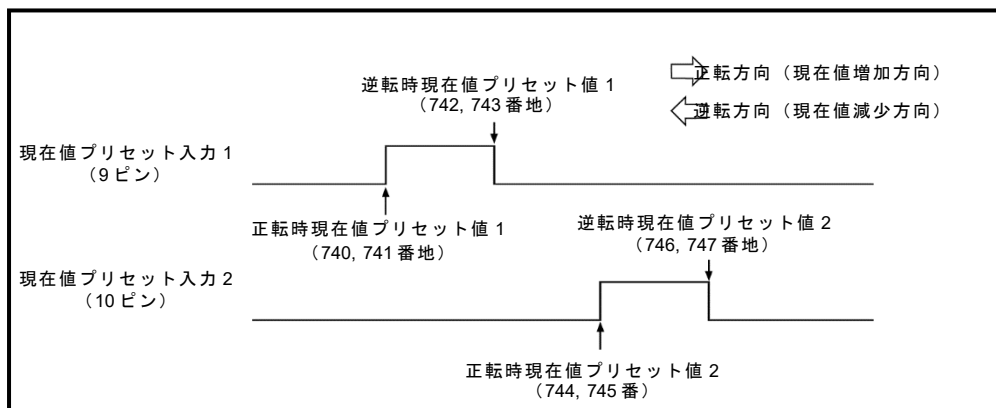 逆転時現在値プリセット値 1
（742, 743 番地）
正転方向（現在値増加方向）
逆転方向（現在値減少方向）
現在値プリセット入力 1
（9 ピン）
正転時現在値プリセット値 1
（740, 741 番地）
逆転時現在値プリセット値 2
（746, 747 番地）
現在値プリセット入力 2
（10 ピン）
正転時現在値プリセット値 2
（744, 745 番）